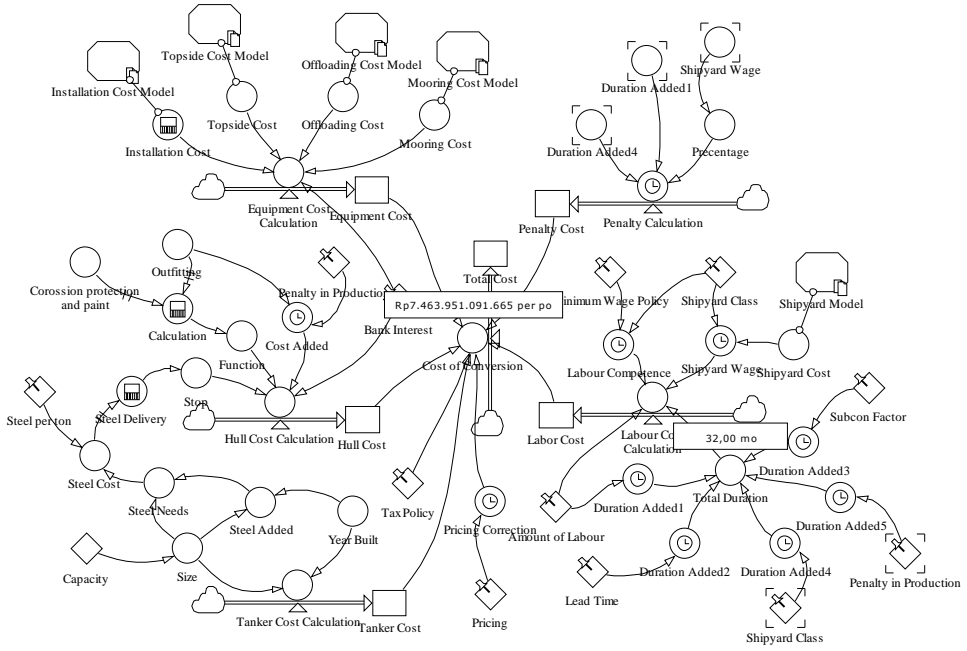 Installation Cost Model
Topside Cost Model
Offloading Cost Model
Mooring Cost Model
Installation Cost
Topside Cost
Offloading Cost
Mooring Cost
Equipment Cost
Calculation
Equipment Cost
Duration Added1
Shipyard Wage
Duration Added4
Precentage
Penalty Cost
Penalty Calculation
Corossion protection
and paint
Outfitting
Calculation
Function
Penalty in Production
Cost Added
Bank Interest
Total Cost
Rp7.463.951.091.665 per po
Cost of Conversion
inimum Wage Policy
Shipyard Class
Shipyard Model
Labour Competence
Shipyard Wage
Shipyard Cost
Steel per ton
Steel Delivery
Stop
Hull Cost Calculation
Hull Cost
Labor Cost
Labour Co
Calculation
32,00 mo
Subcon Factor
Duration Added3
Steel Cost
Steel Needs
Steel Added
Year Built
Tax Policy
Pricing Correction
Amount of Labour
Duration Added1
Total Duration
Duration Added5
Capacity
Size
Tanker Cost Calculation
Tanker Cost
Pricing
Lead Time
Duration Added2
Duration Added4
Penalty in Production
Shipyard Class